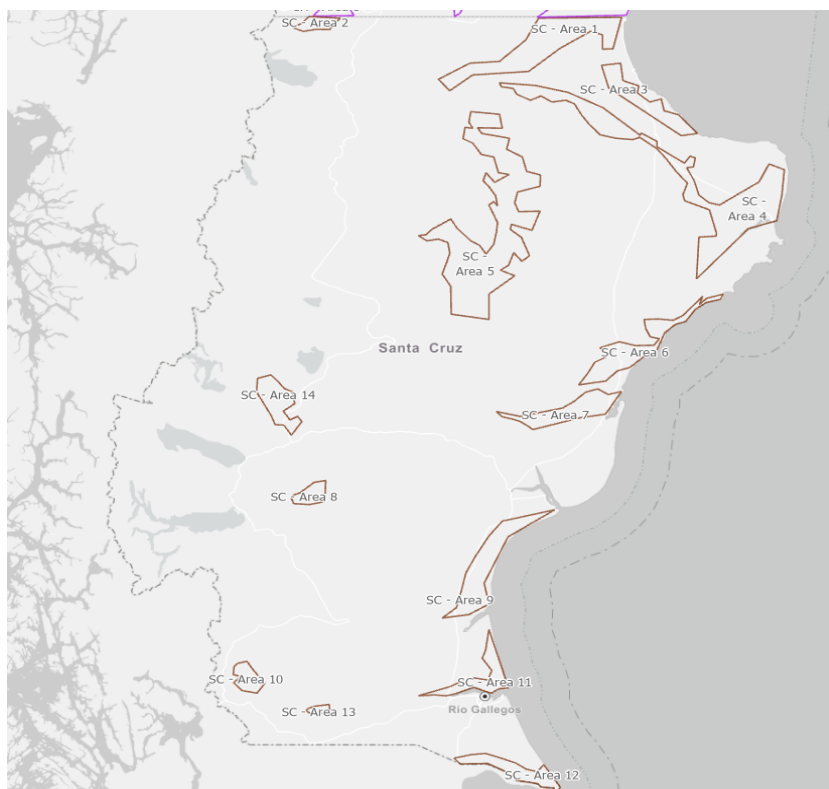 SC - Area 2
SC - Area 1
SC - Area 3
SC -
Area 4
SC -
Area 5
Santa Cruz
SC - Area 6
SC - Area 14
SC - Area 7
SC - Area 8
SC - Area 9
SC - Area 10
SC - Area 11
Río Gallegos
SC - Area 13
SC - Area 12